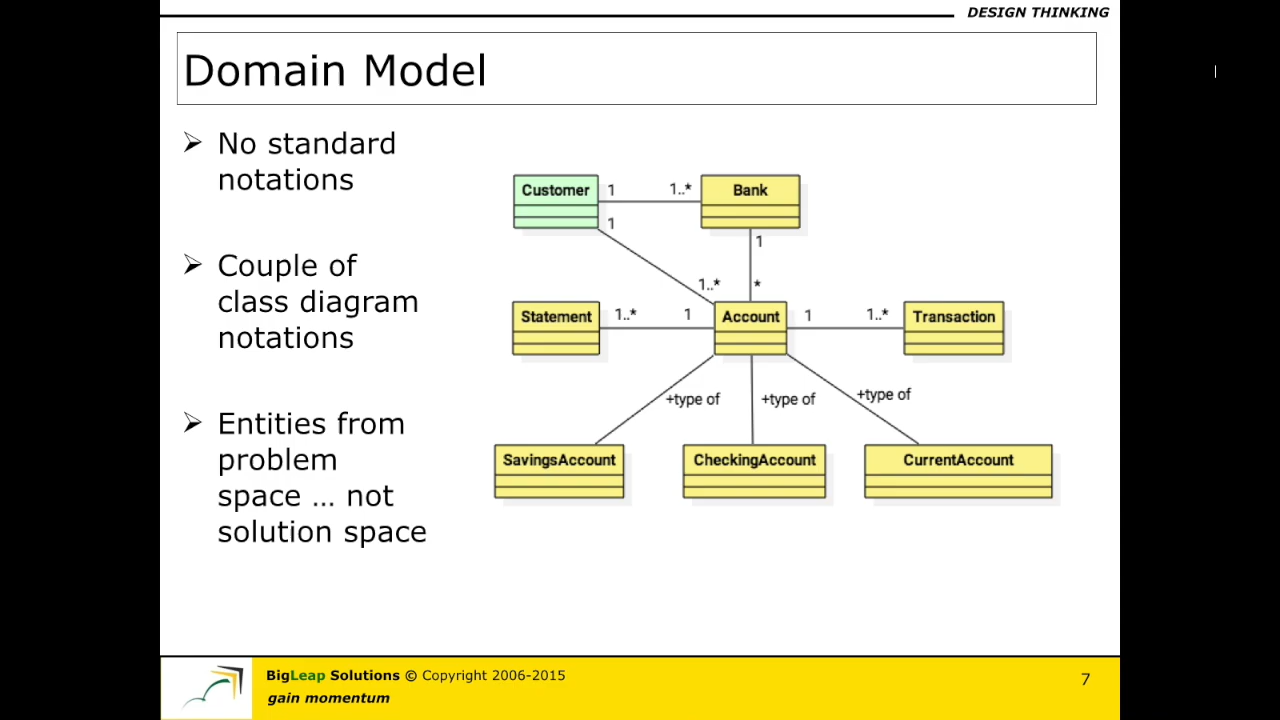 DESIGN THINKING
Domain Model
No standard
notations
Couple of
class diagram
notations
Entities from
problem
space … not
solution space
Customer
1
1..*
Bank
1
1
1..*
*
Statement
1..*
1
Account
1
1..*
Transaction
+type of
+type of
+type of
SavingsAccount
CheckingAccount
CurrentAccount
BigLeap Solutions © Copyright 2006-2015
gain momentum
7